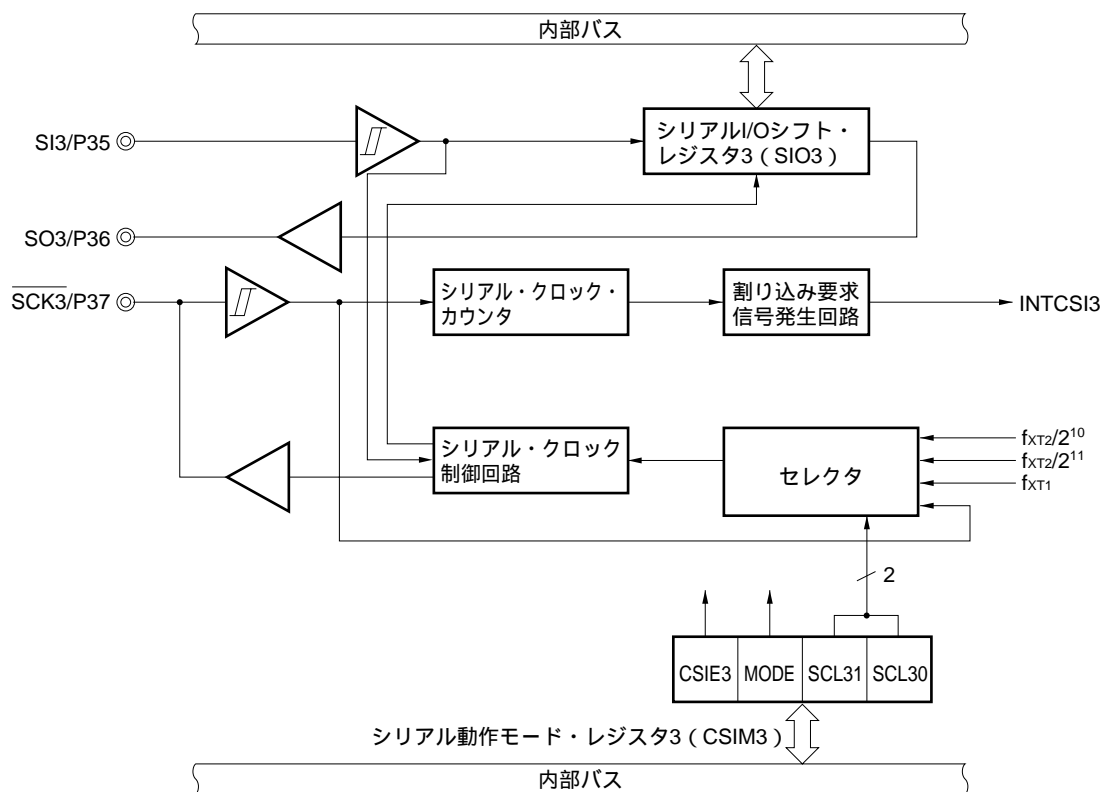 内部バス
SI3/P35
シリアルI/Oシフト・
レジスタ3（SIO3）
SO3/P36
SCK3/P37
シリアル・クロック・
カウンタ
割り込み要求
信号発生回路
INTCSI3
シリアル・クロック
制御回路
セレクタ
fXT2/2^10
fXT2/2^11
fXT1
2
CSIE3 MODE SCL31 SCL30
シリアル動作モード・レジスタ3（CSIM3）
内部バス